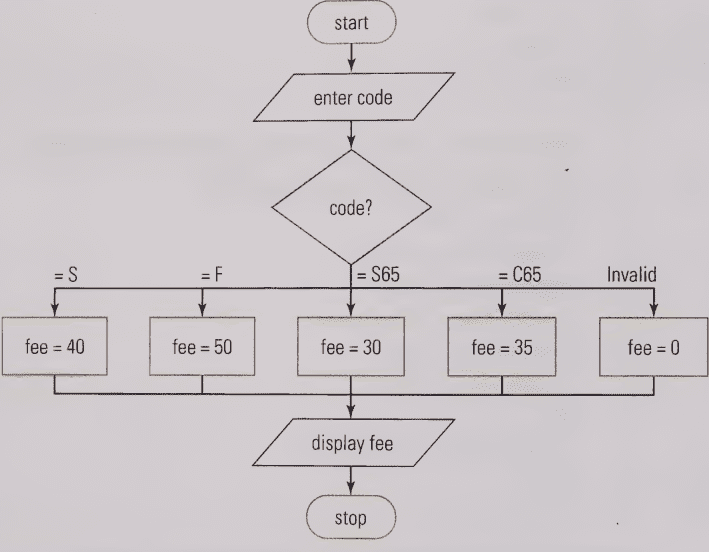 start
enter code
code?
= S
= F
= S65
= C65
Invalid
fee = 40
fee = 50
fee = 30
fee = 35
fee = 0
display fee
stop